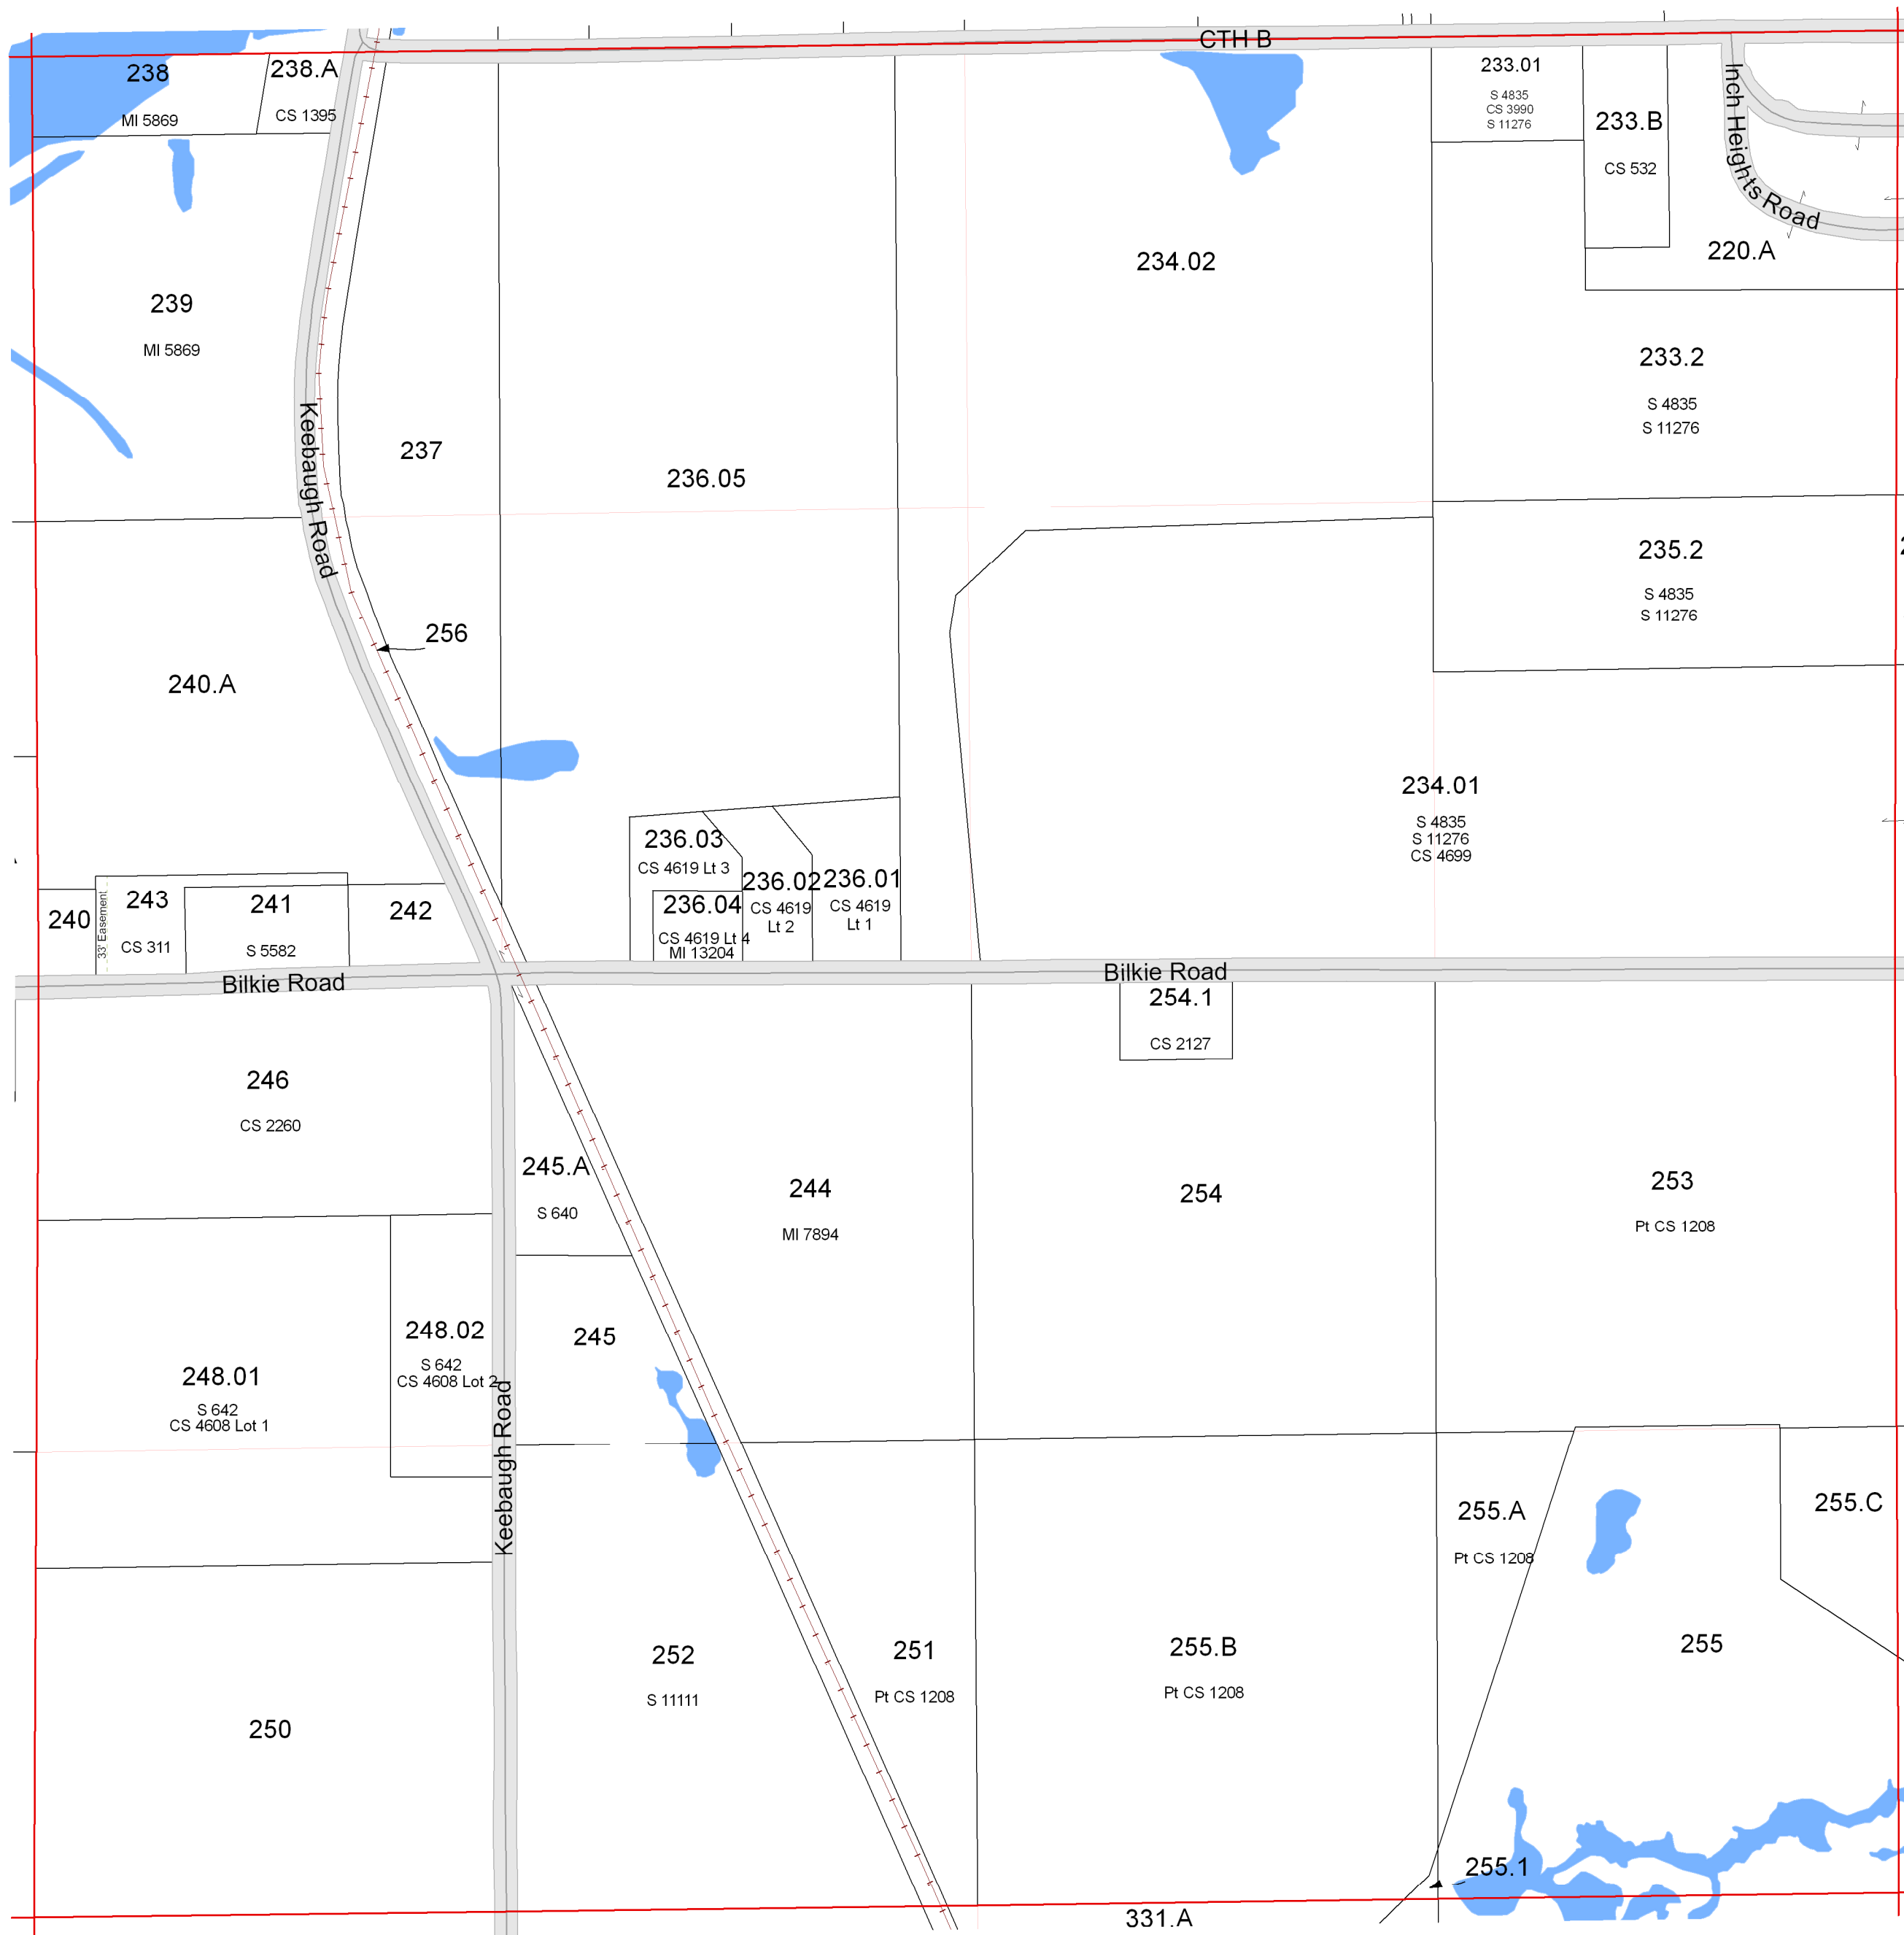 CTH B
238
MI 5869
238.A
CS 1395
233.01
S 4835
CS 3990
S 11276
233.B
CS 532
Inch Heights Road
220.A
234.02
239
MI 5869
233.2
S 4835
S 11276
Keebaugh Road
237
236.05
235.2
S 4835
S 11276
256
240.A
234.01
S 4835
S 11276
CS 4699
236.03
CS 4619 Lt 3
236.02
CS 4619
Lt 2
236.01
CS 4619
Lt 1
236.04
CS 4619 Lt 4
MI 13204
240
33' Easement
243
CS 311
241
S 5582
242
Bilkie Road
Bilkie Road
254.1
CS 2127
246
CS 2260
245.A
S 640
244
MI 7894
254
253
Pt CS 1208
248.02
S 642
CS 4608 Lot 2
245
248.01
S 642
CS 4608 Lot 1
Keebaugh Road
255.A
Pt CS 1208
255.C
252
S 11111
251
Pt CS 1208
255.B
Pt CS 1208
255
250
255.1
331.A